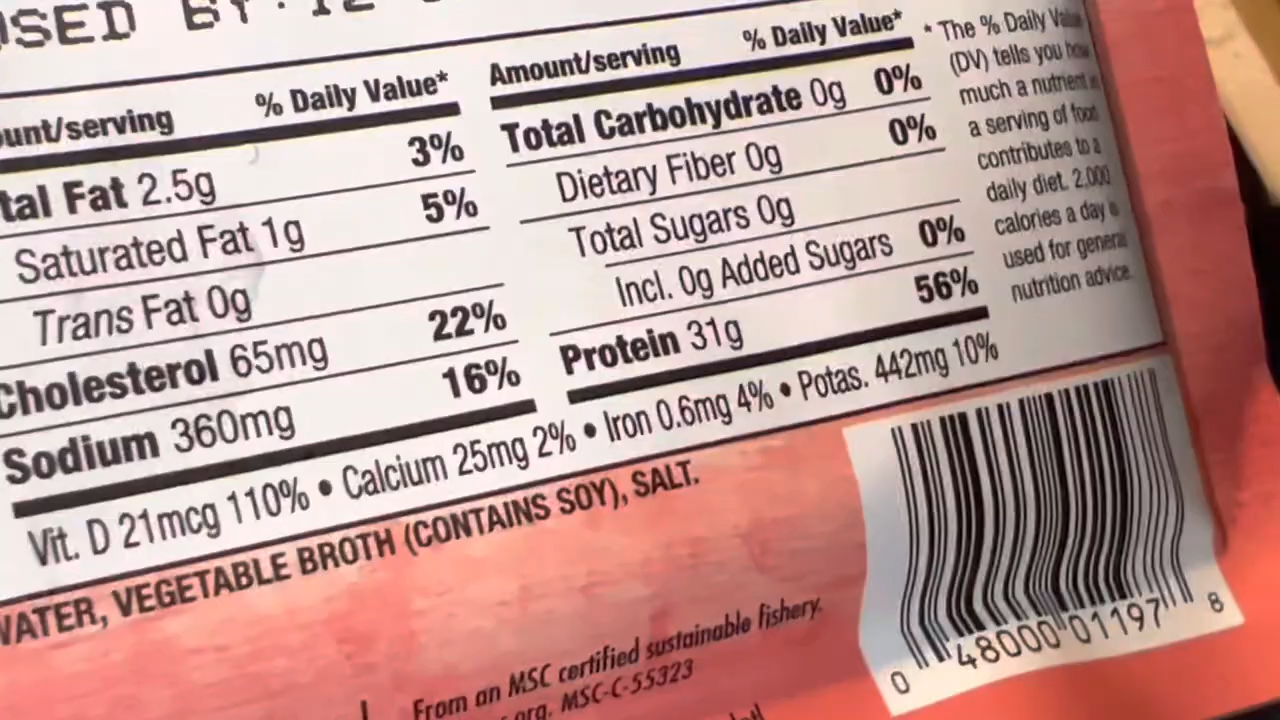 % Daily Value*
Total Fat 2.5g 3%
Saturated Fat 1g 5%
Trans Fat 0g
Cholesterol 65mg 22%
Sodium 360mg 16%
Amount/serving % Daily Value*
Total Carbohydrate 0g 0%
Dietary Fiber 0g 0%
Total Sugars 0g
Incl. 0g Added Sugars 0%
Protein 31g 56%
Vit. D 21mcg 110% • Calcium 25mg 2% • Iron 0.6mg 4% • Potas. 442mg 10%
* The % Daily Value
(DV) tells you how
much a nutrient in
a serving of food
contributes to a
daily diet. 2,000
calories a day is
used for general
nutrition advice.
WATER, VEGETABLE BROTH (CONTAINS SOY), SALT.
From an MSC certified sustainable fishery.
org. MSC-C-55323
0 48000 01197 8